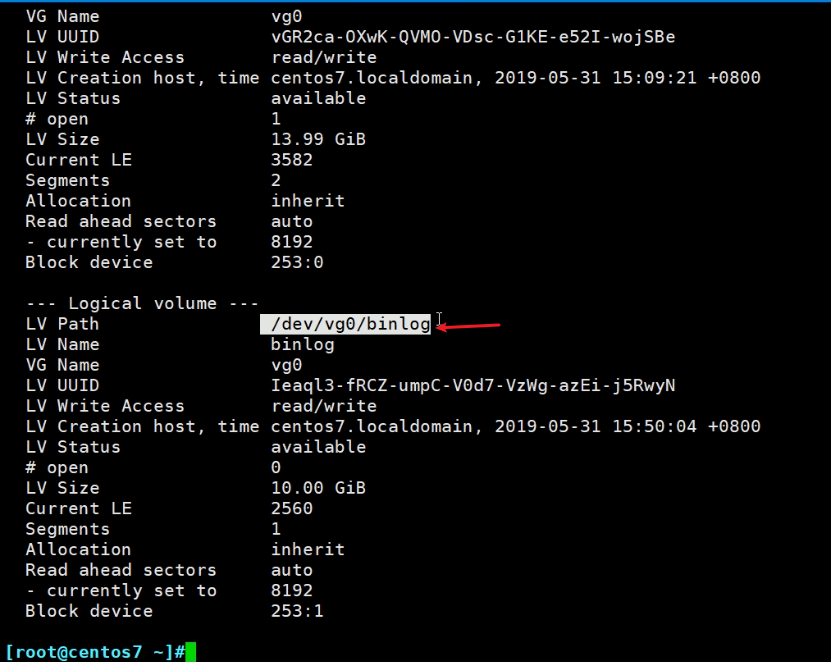 VG Name                vg0
LV UUID                vGR2ca-OXwK-QVMO-VDsc-G1KE-e52I-wojSBe
LV Write Access        read/write
LV Creation host, time centos7.localdomain, 2019-05-31 15:09:21 +0800
LV Status              available
# open                 1
LV Size                13.99 GiB
Current LE             3582
Segments               2
Allocation             inherit
Read ahead sectors     auto
- currently set to     8192
Block device           253:0
--- Logical volume ---
LV Path                /dev/vg0/binlog
LV Name                binlog
VG Name                vg0
LV UUID                Ieaql3-fRCZ-umpC-V0d7-VzWg-azEi-j5RwyN
LV Write Access        read/write
LV Creation host, time centos7.localdomain, 2019-05-31 15:50:04 +0800
LV Status              available
# open                 0
LV Size                10.00 GiB
Current LE             2560
Segments               1
Allocation             inherit
Read ahead sectors     auto
- currently set to     8192
Block device           253:1
[root@centos7 ~]#